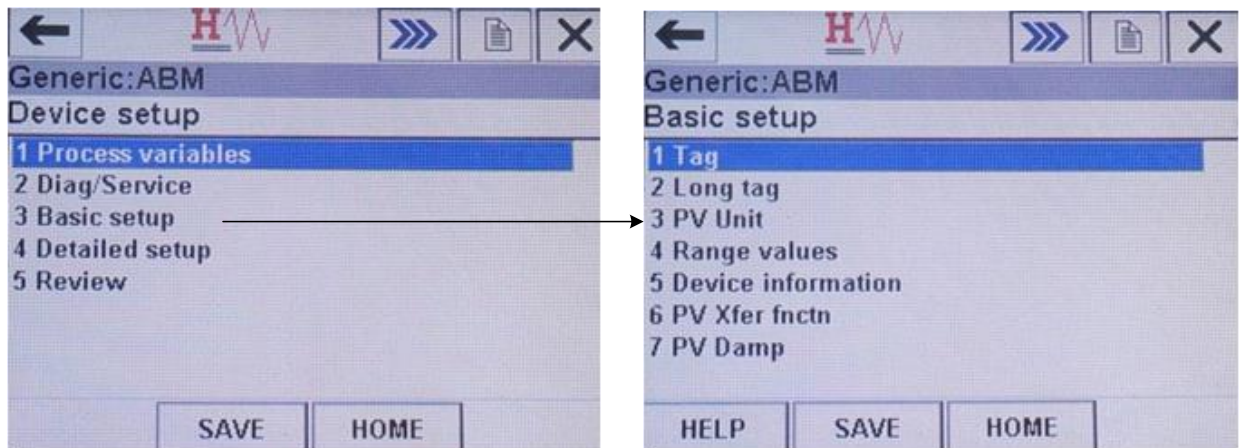 H
Generic:ABM
Device setup
1 Process variables
2 Diag/Service
3 Basic setup
4 Detailed setup
5 Review
SAVE HOME
H
Generic:ABM
Basic setup
1 Tag
2 Long tag
3 PV Unit
4 Range values
5 Device information
6 PV Xfer fnctn
7 PV Damp
HELP SAVE HOME